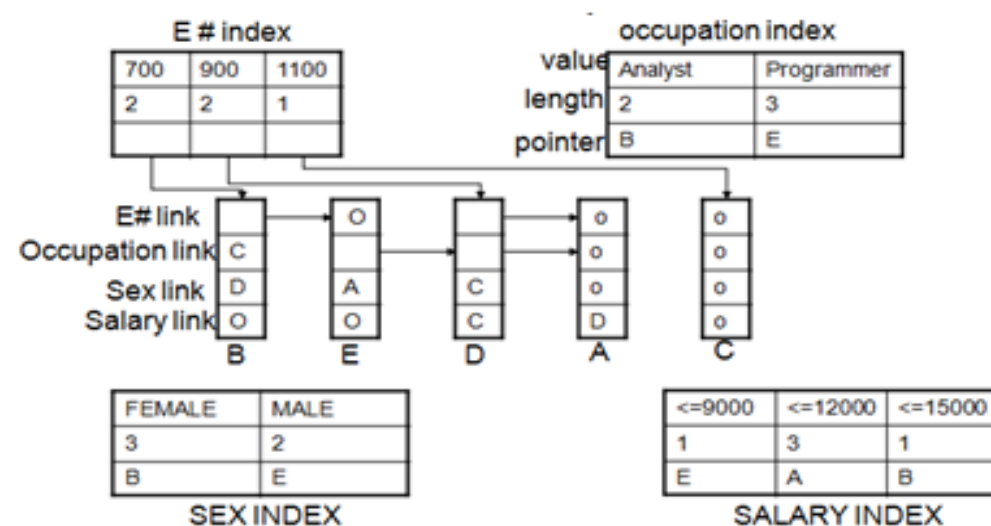 E # index
700 900 1100
2 2 1
occupation index
value Analyst Programmer
length 2 3
pointer B E
E# link O o o
Occupation link C o o
Sex link D A C o o
Salary link O O C D o
B E D A C
FEMALE MALE
3 2
B E
SEX INDEX
<=9000 <=12000 <=15000
1 3 1
E A B
SALARY INDEX